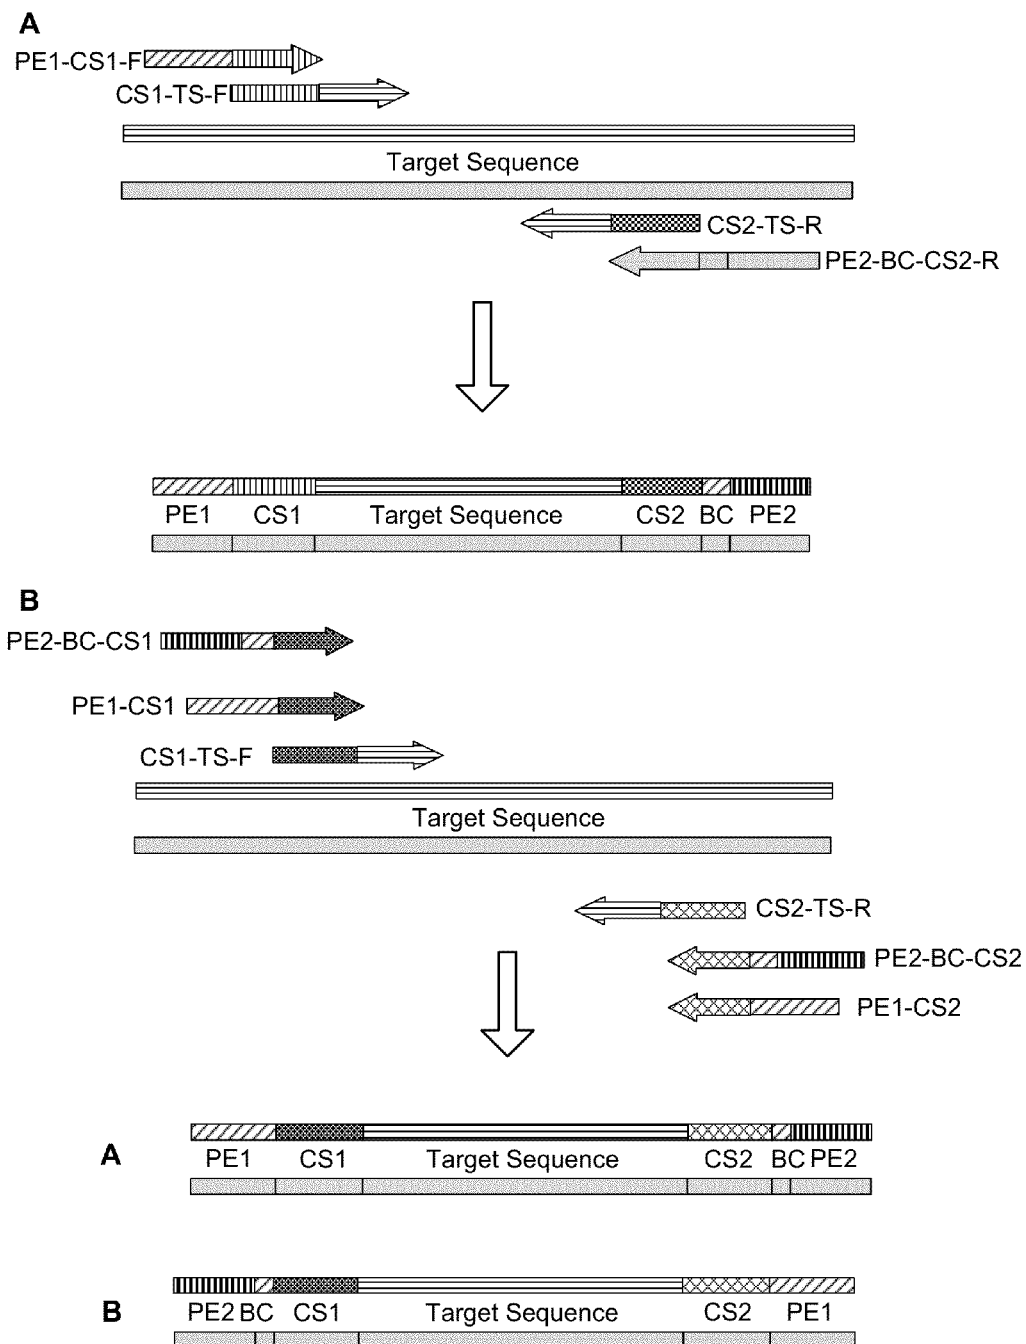 A
PE1-CS1-F
CS1-TS-F
Target Sequence
CS2-TS-R
PE2-BC-CS2-R
PE1 CS1 Target Sequence CS2 BC PE2
B
PE2-BC-CS1
PE1-CS1
CS1-TS-F
Target Sequence
CS2-TS-R
PE2-BC-CS2
PE1-CS2
A PE1 CS1 Target Sequence CS2 BC PE2
B PE2 BC CS1 Target Sequence CS2 PE1